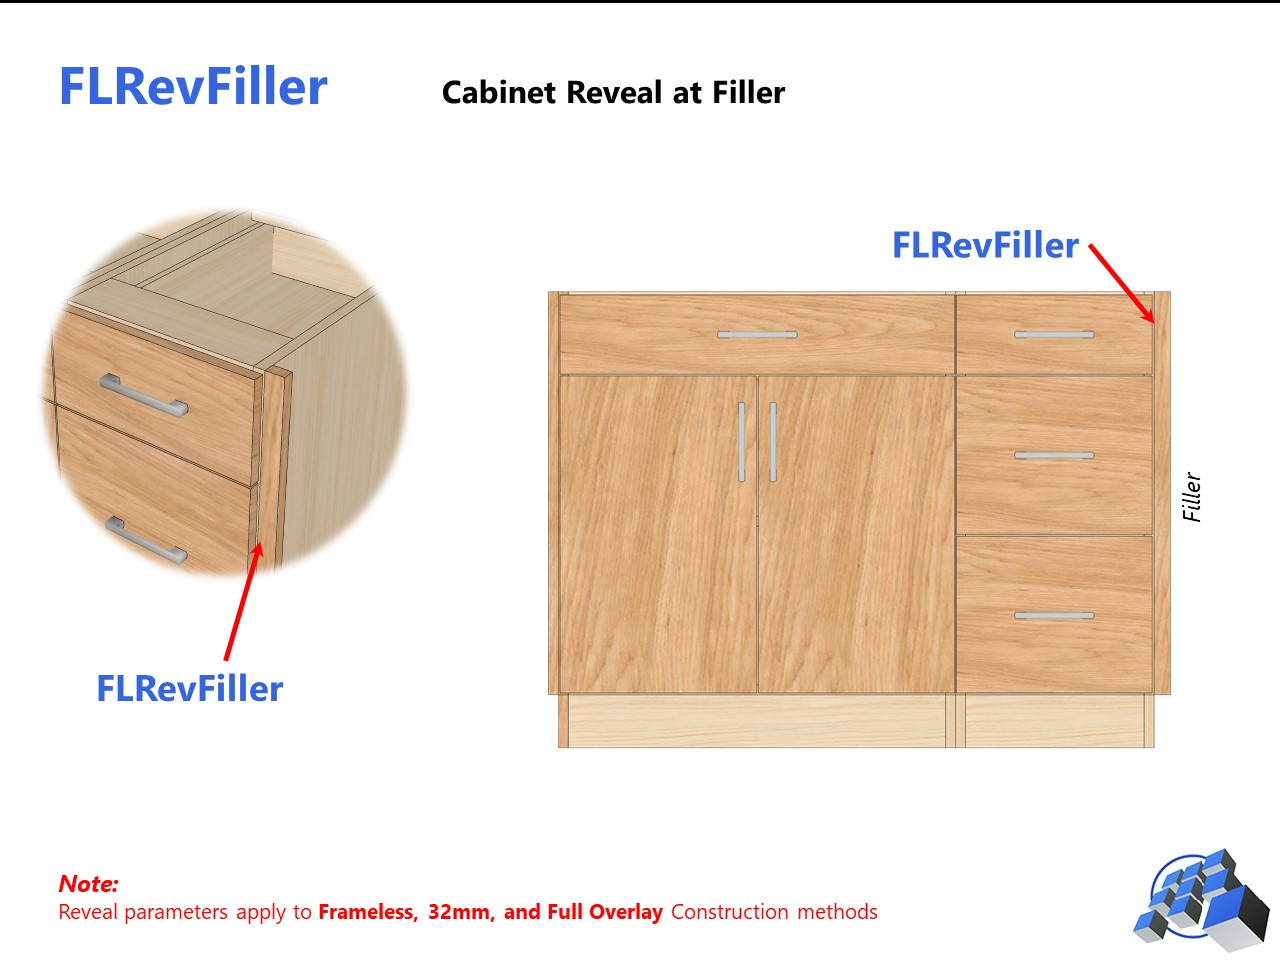 FLRevFiller
Cabinet Reveal at Filler
FLRevFiller
Filler
FLRevFiller
Note:
Reveal parameters apply to Frameless, 32mm, and Full Overlay Construction methods